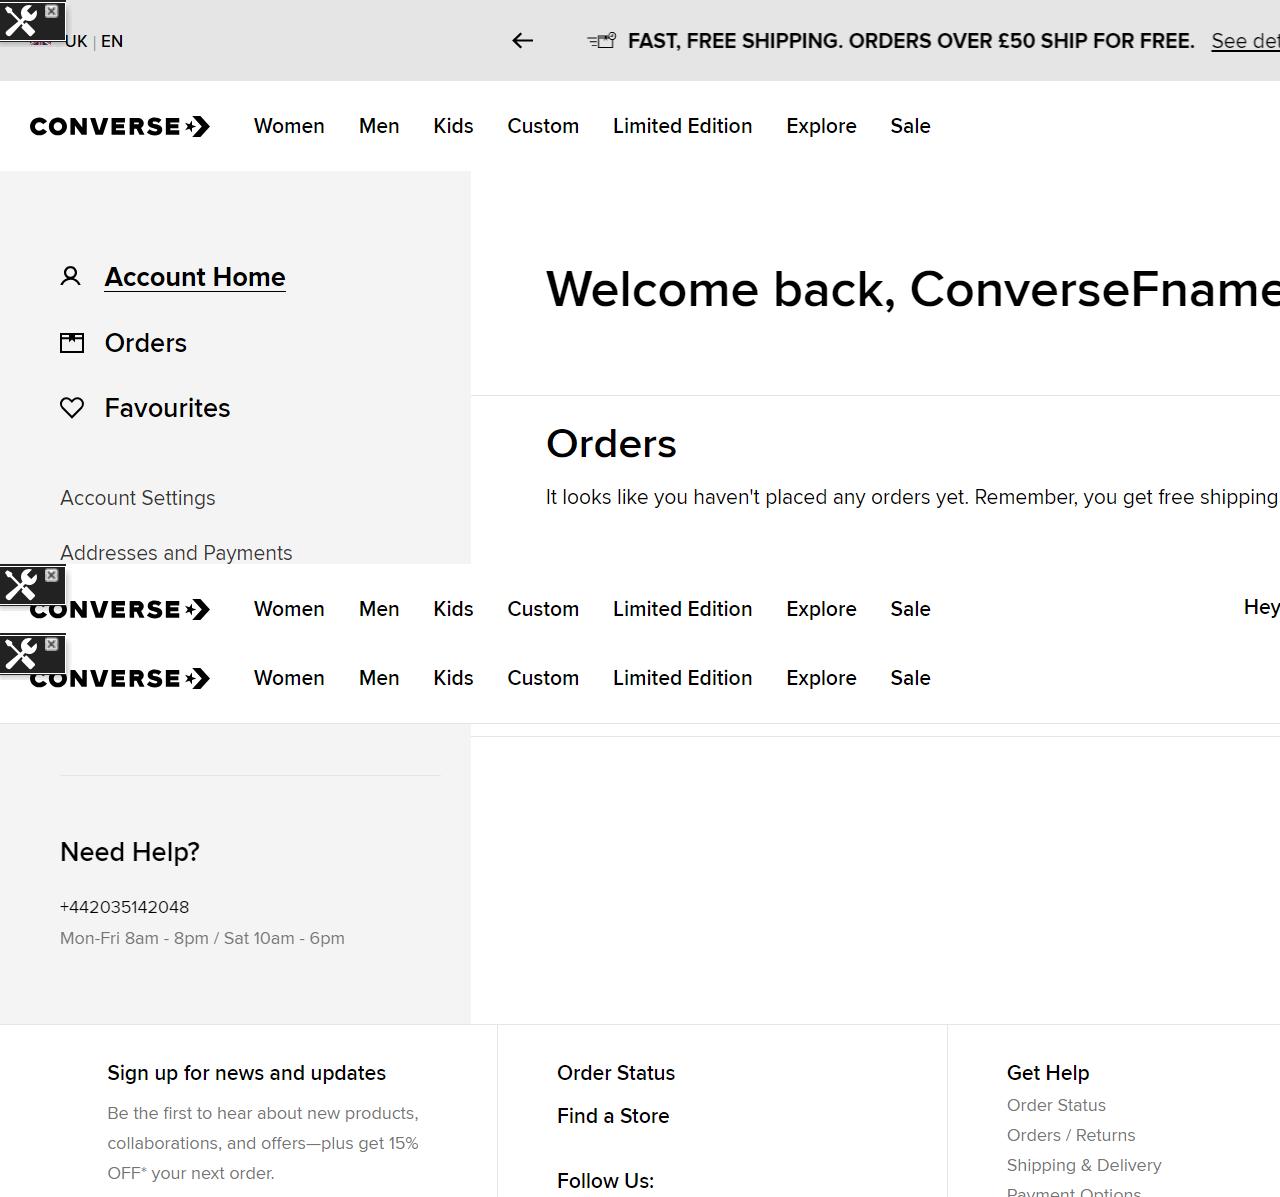 UK | EN
FAST, FREE SHIPPING. ORDERS OVER £50 SHIP FOR FREE. See det
CONVERSE Women Men Kids Custom Limited Edition Explore Sale
Account Home
Orders
Favourites
Account Settings
Addresses and Payments
Welcome back, ConverseFname
Orders
It looks like you haven't placed any orders yet. Remember, you get free shipping
CONVERSE Women Men Kids Custom Limited Edition Explore Sale Hey
CONVERSE Women Men Kids Custom Limited Edition Explore Sale
Need Help?
+442035142048
Mon-Fri 8am - 8pm / Sat 10am - 6pm
Sign up for news and updates
Be the first to hear about new products,
collaborations, and offers—plus get 15%
OFF* your next order.
Order Status
Find a Store
Follow Us:
Get Help
Order Status
Orders / Returns
Shipping & Delivery
Payment Options